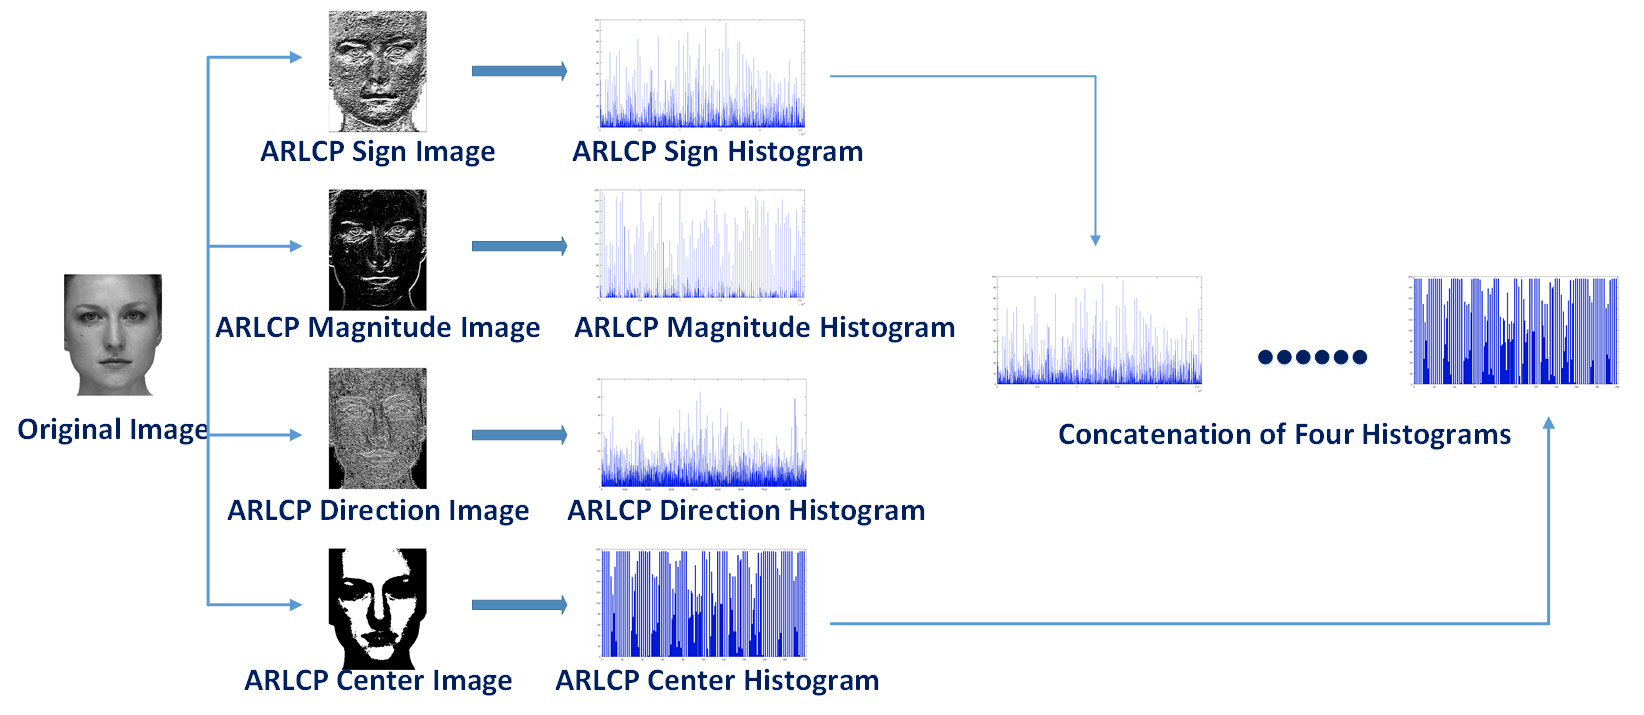 ARLCP Sign Image
ARLCP Sign Histogram
ARLCP Magnitude Image
ARLCP Magnitude Histogram
Original Image
Concatenation of Four Histograms
ARLCP Direction Image
ARLCP Direction Histogram
ARLCP Center Image
ARLCP Center Histogram